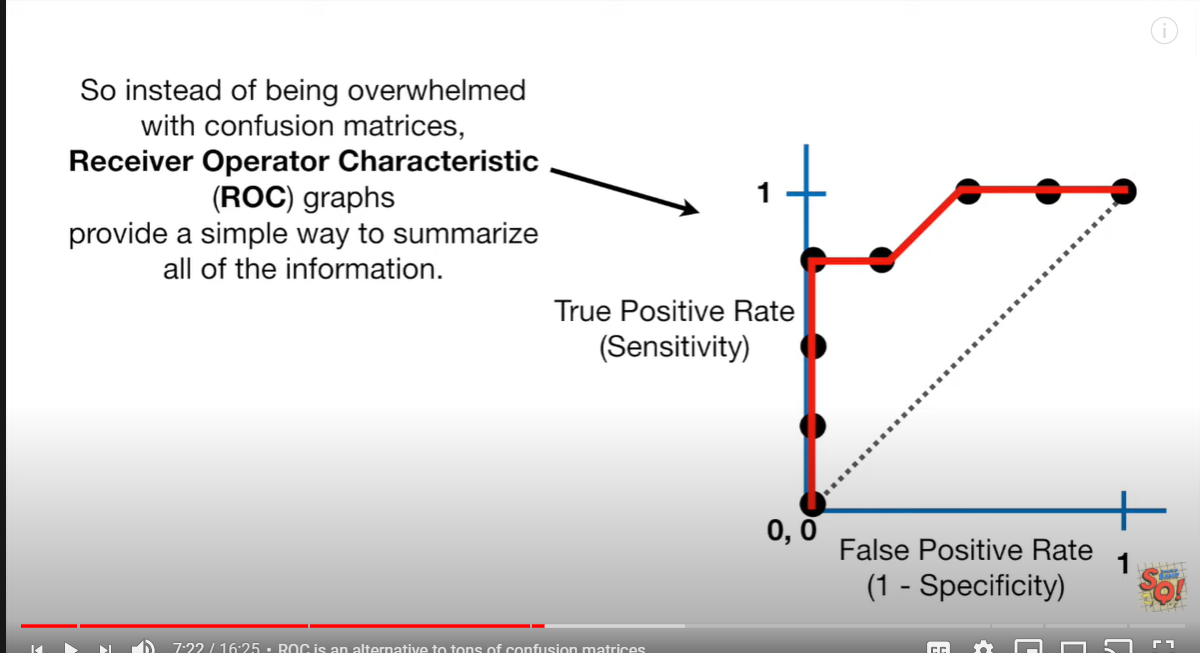 So instead of being overwhelmed
with confusion matrices,
Receiver Operator Characteristic
(ROC) graphs
provide a simple way to summarize
all of the information.
1
True Positive Rate
(Sensitivity)
0, 0
False Positive Rate
(1 - Specificity)
1
SQ!
7:22 / 16:25 • ROC is an alternative to tons of confusion matrices
CC